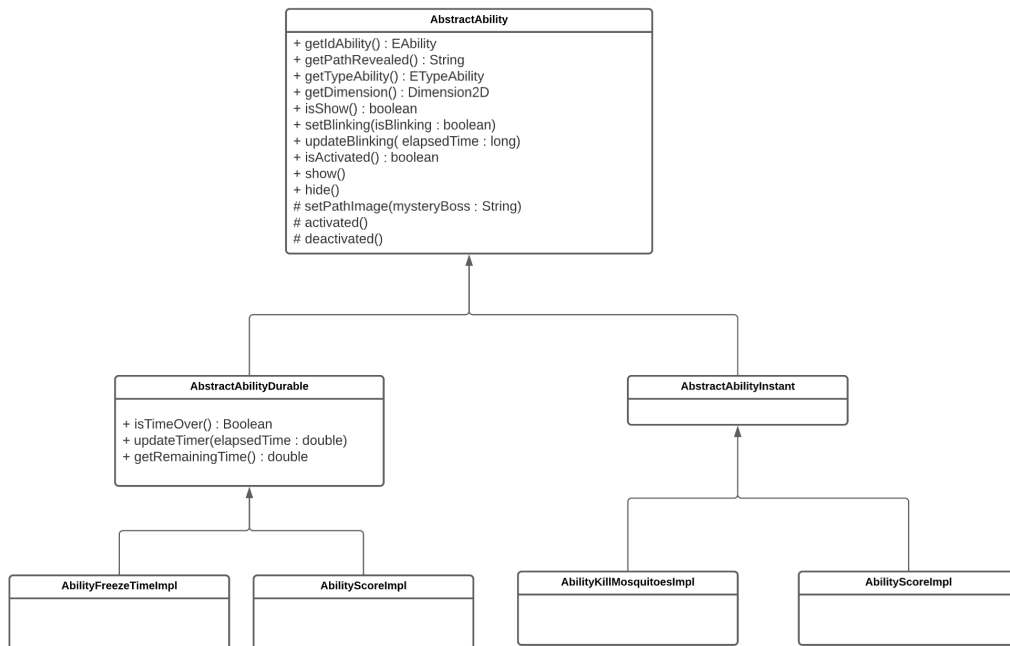 AbstractAbility
+ getIdAbility() : EAbility
+ getPathRevealed() : String
+ getTypeAbility() : ETypeAbility
+ getDimension() : Dimension2D
+ isShow() : boolean
+ setBlinking(isBlinking : boolean)
+ updateBlinking( elapsedTime : long)
+ isActivated() : boolean
+ show()
+ hide()
# setPathImage(mysteryBoss : String)
# activated()
# deactivated()
AbstractAbilityDurable
+ isTimeOver() : Boolean
+ updateTimer(elapsedTime : double)
+ getRemainingTime() : double
AbstractAbilityInstant
AbilityFreezeTimeImpl
AbilityScoreImpl
AbilityKillMosquitoesImpl
AbilityScoreImpl